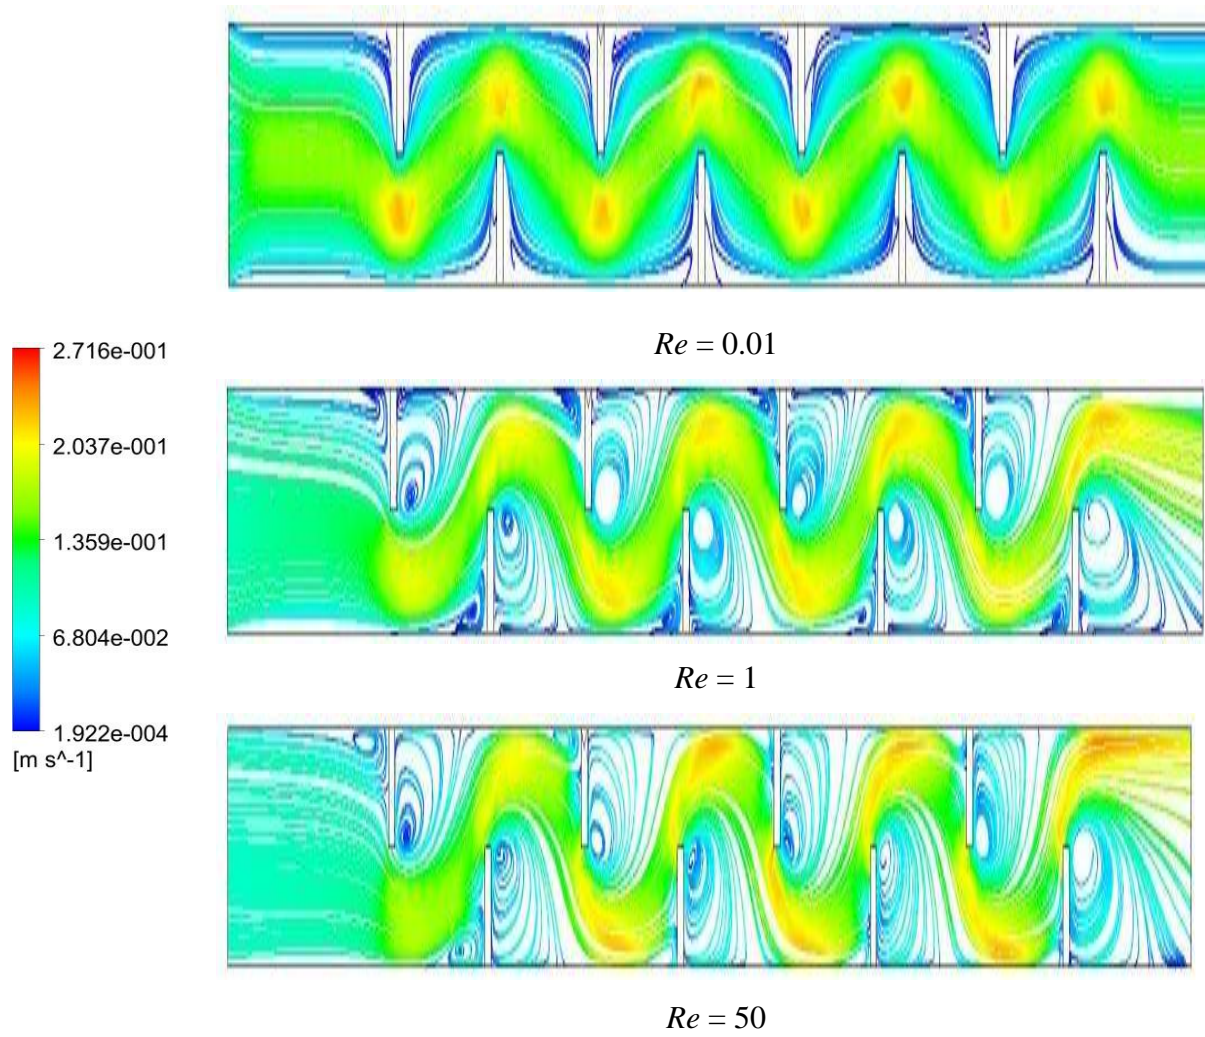 Re = 0.01
2.716e-001
2.037e-001
1.359e-001
6.804e-002
1.922e-004
[m s^-1]
Re = 1
Re = 50